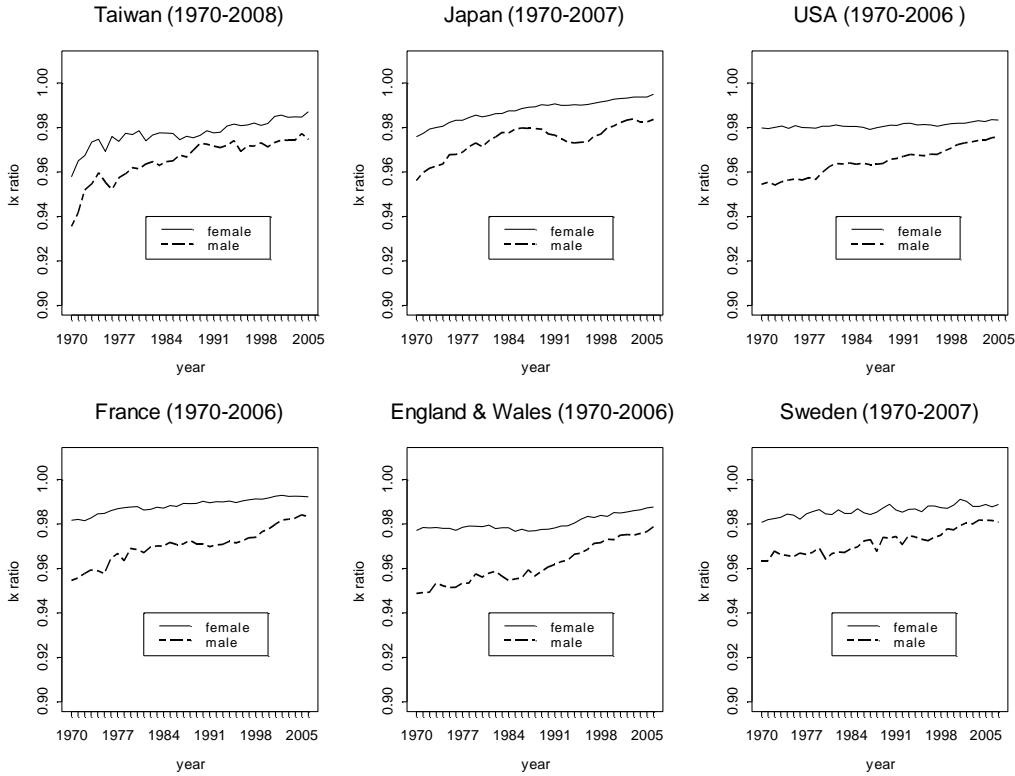 Taiwan (1970-2008)
lx ratio
1.00
0.98
0.96
0.94
0.92
0.90
female
male
1970 1977 1984 1991 1998 2005
year
Japan (1970-2007)
lx ratio
1.00
0.98
0.96
0.94
0.92
0.90
female
male
1970 1977 1984 1991 1998 2005
year
USA (1970-2006 )
lx ratio
1.00
0.98
0.96
0.94
0.92
0.90
female
male
1970 1977 1984 1991 1998 2005
year
France (1970-2006)
lx ratio
1.00
0.98
0.96
0.94
0.92
0.90
female
male
1970 1977 1984 1991 1998 2005
year
England & Wales (1970-2006)
lx ratio
1.00
0.98
0.96
0.94
0.92
0.90
female
male
1970 1977 1984 1991 1998 2005
year
Sweden (1970-2007)
lx ratio
1.00
0.98
0.96
0.94
0.92
0.90
female
male
1970 1977 1984 1991 1998 2005
year